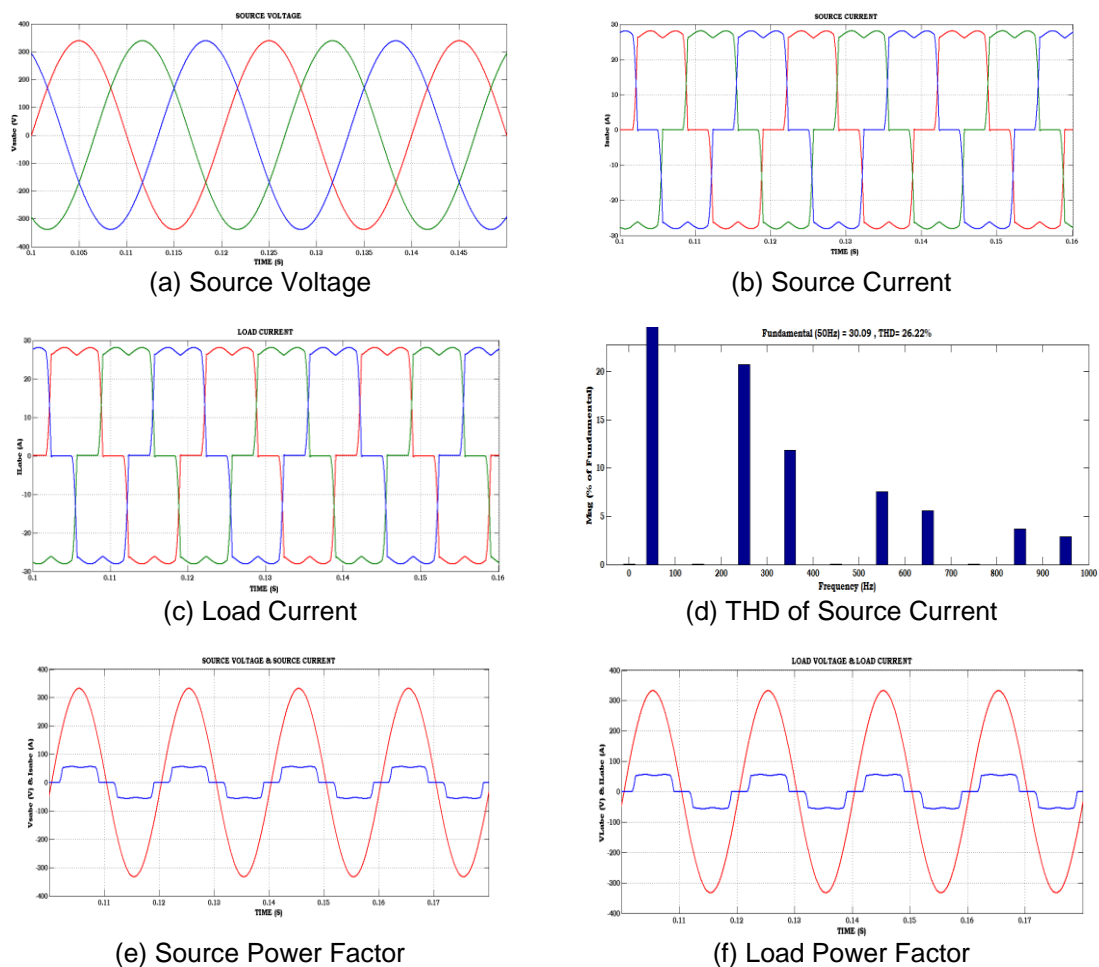 SOURCE VOLTAGE
Vsabc (V)
400
300
200
100
0
-100
-200
-300
400
0.1 0.105 0.11 0.115 0.12 0.125 0.13 0.135 0.14 0.145
TIME (S)
(a) Source Voltage
SOURCE CURRENT
Isabc (A)
30
20
10
0
-10
-20
-30
0.1 0.11 0.12 0.13 0.14 0.15 0.16
TIME (S)
(b) Source Current
LOAD CURRENT
ILabc (A)
30
20
10
0
-10
-20
-30
0.1 0.11 0.12 0.13 0.14 0.15 0.16
TIME (S)
(c) Load Current
Fundamental (50Hz) = 30.09 , THD= 26.22%
Mag (% of Fundamental)
20
15
10
5
0
0 100 200 300 400 500 600 700 800 900 1000
Frequency (Hz)
(d) THD of Source Current
SOURCE VOLTAGE & SOURCE CURRENT
Vsabc (V) & Isabc (A)
400
300
200
100
0
-100
-200
-300
-400
0.11 0.12 0.13 0.14 0.15 0.16 0.17
TIME (S)
(e) Source Power Factor
LOAD VOLTAGE & LOAD CURRENT
VLabc (V) & ILabc (A)
400
300
200
100
0
-100
-200
-300
-400
0.11 0.12 0.13 0.14 0.15 0.16 0.17
TIME (S)
(f) Load Power Factor